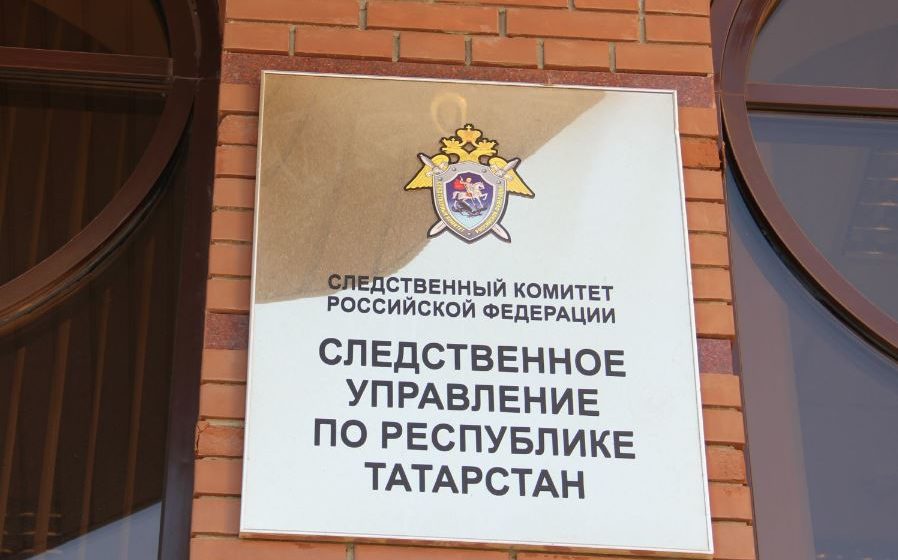 СЛЕДСТВЕННЫЙ КОМИТЕТ
РОССИЙСКОЙ ФЕДЕРАЦИИ
СЛЕДСТВЕННОЕ
УПРАВЛЕНИЕ
ПО РЕСПУБЛИКЕ
ТАТАРСТАН